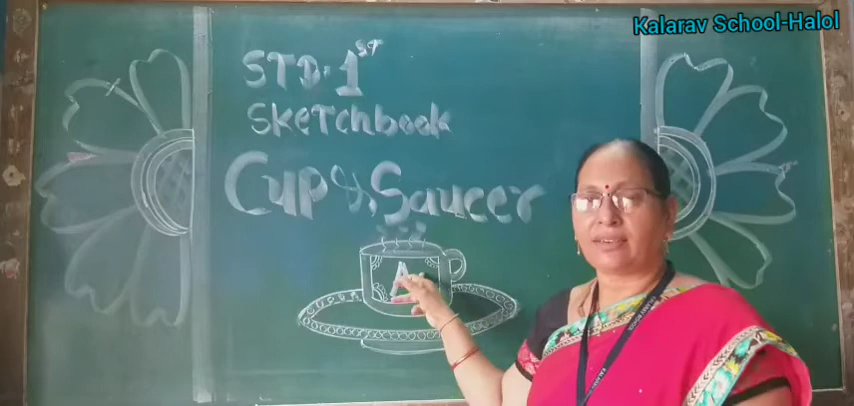 Kalarav School-Halol
STD. 1ST
Sketchbook
Cup & Saucer
A